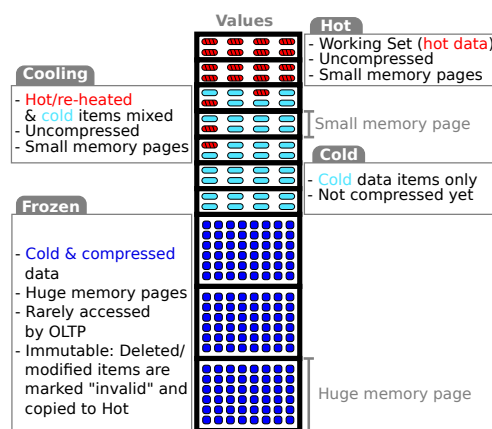 Values
Hot
- Working Set (hot data)
- Uncompressed
- Small memory pages
Cooling
- Hot/re-heated
& cold items mixed
- Uncompressed
- Small memory pages
Small memory page
Cold
- Cold data items only
- Not compressed yet
Frozen
- Cold & compressed
data
- Huge memory pages
- Rarely accessed
by OLTP
- Immutable: Deleted/
modified items are
marked "invalid" and
copied to Hot
Huge memory page